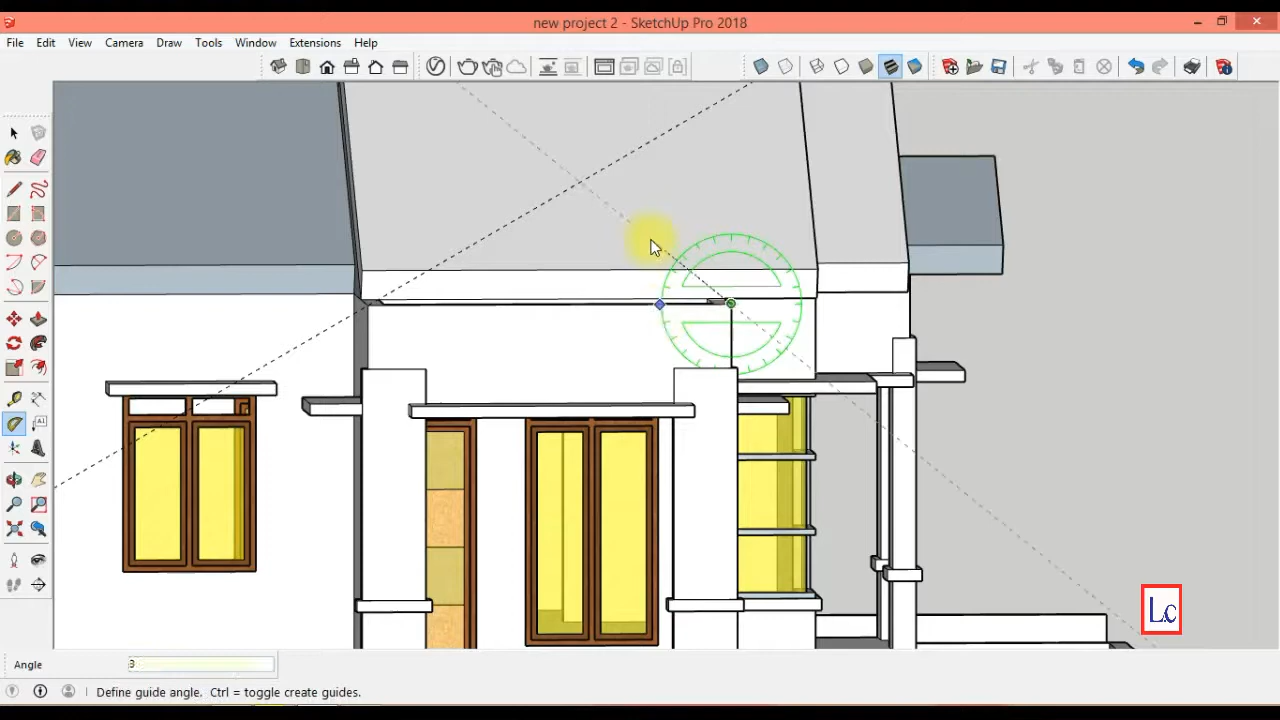 new project 2 - SketchUp Pro 2018
File Edit View Camera Draw Tools Window Extensions Help
Lc
Angle 3
Define guide angle. Ctrl = toggle create guides.